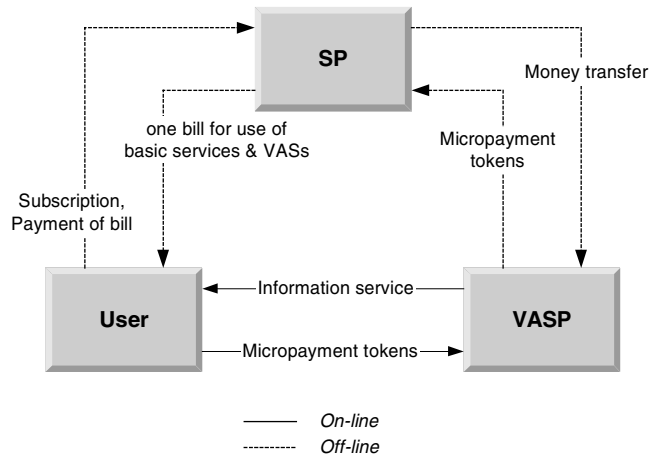 SP
Money transfer
one bill for use of
basic services & VASs
Micropayment
tokens
Subscription,
Payment of bill
User
Information service
VASP
Micropayment tokens
On-line
Off-line